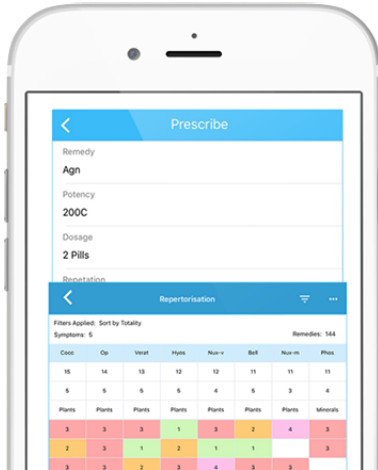 Prescribe
Remedy
Agn
Potency
200C
Dosage
2 Pills
Repetation
Repertorisation
Filters Applied: Sort by Totality
Symptoms: 5 Remedies: 144
Cocc Op Verat Hyos Nux-v Bell Nux-m Phos
15 14 13 12 12 11 11 11
5 5 5 5 4 5 3 4
Plants Plants Plants Plants Plants Plants Plants Minerals
3 3 3 1 3 2 4 3
2 3 1 2 1 1 3
3 3 2 3 4 3